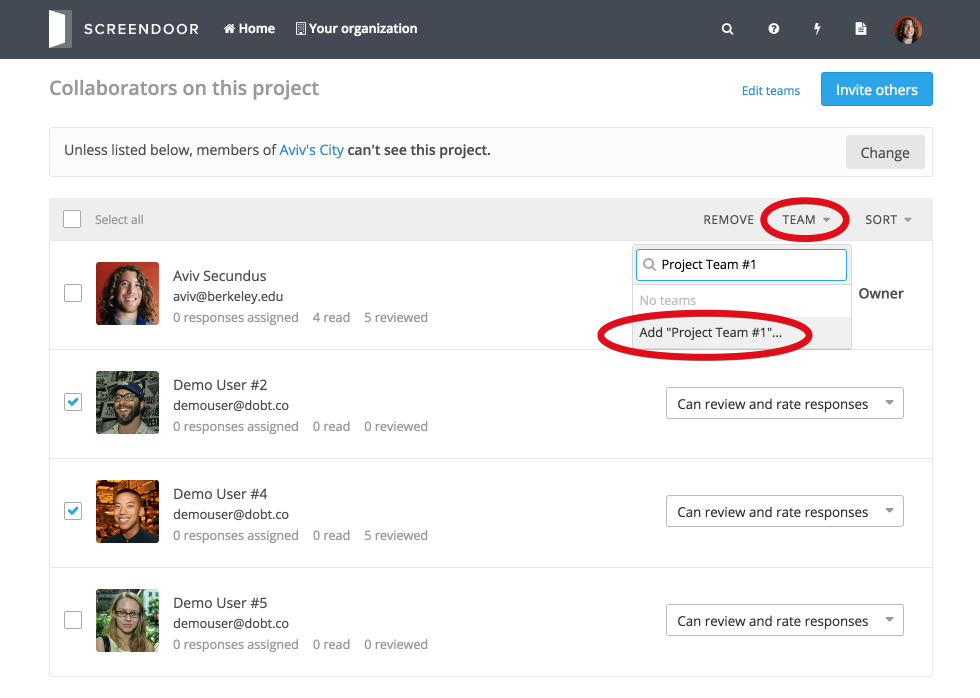 SCREENDOOR Home Your organization
Collaborators on this project Edit teams Invite others
Unless listed below, members of Aviv's City can't see this project. Change
Select all REMOVE TEAM SORT
Project Team #1
Aviv Secundus
aviv@berkeley.edu Owner
No teams
0 responses assigned 4 read 5 reviewed
Add "Project Team #1"...
Demo User #2
demouser@dobt.co Can review and rate responses
0 responses assigned 0 read 0 reviewed
Demo User #4
demouser@dobt.co Can review and rate responses
0 responses assigned 0 read 5 reviewed
Demo User #5
demouser@dobt.co Can review and rate responses
0 responses assigned 0 read 0 reviewed